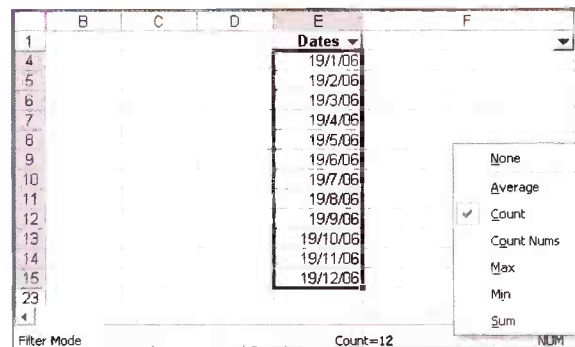 B C D E F
1 Dates
4 19/1/06
5 19/2/06
6 19/3/06
7 19/4/06
8 19/5/06
9 19/6/06
10 19/7/06
11 19/8/06
12 19/9/06
13 19/10/06
14 19/11/06
15 19/12/06
23
None
Average
Count
Count Nums
Max
Min
Sum
Filter Mode Count=12 NUM